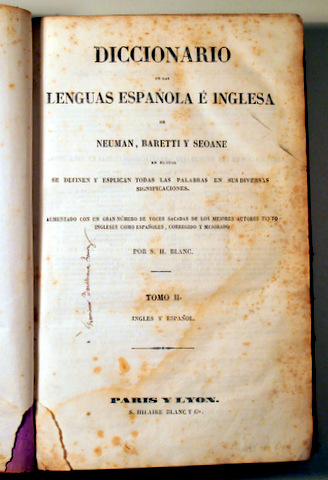 DICCIONARIO
DE LAS
LENGUAS ESPAÑOLA É INGLESA
DE
NEUMAN, BARETTI Y SEOANE
EN EL CUAL
SE DEFINEN Y ESPLICAN TODAS LAS PALABRAS EN SUS DIVERSAS
SIGNIFICACIONES.
AUMENTADO CON UN GRAN NÚMERO DE VOCES SACADAS DE LOS MEJORES AUTORES TANTO
INGLESES COMO ESPAÑOLES, CORREGIDO Y MEJORADO
POR S. H. BLANC.
TOMO II.
INGLES Y ESPAÑOL.
PARIS Y LYON.
S. HILAIRE BLANC Y Cª.